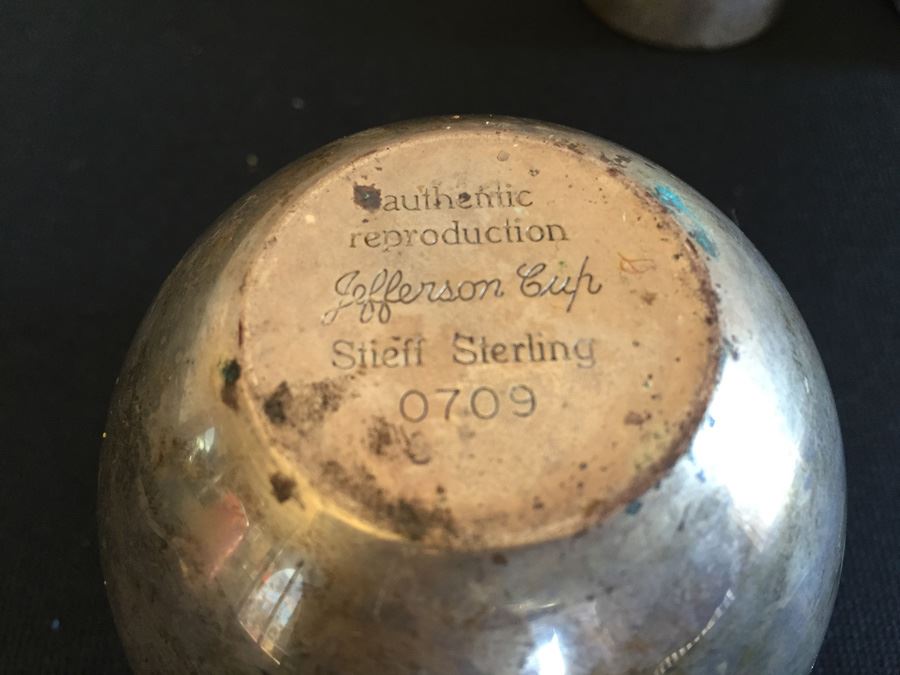 authentic
reproduction
Jefferson Cup
Stieff Sterling
0709